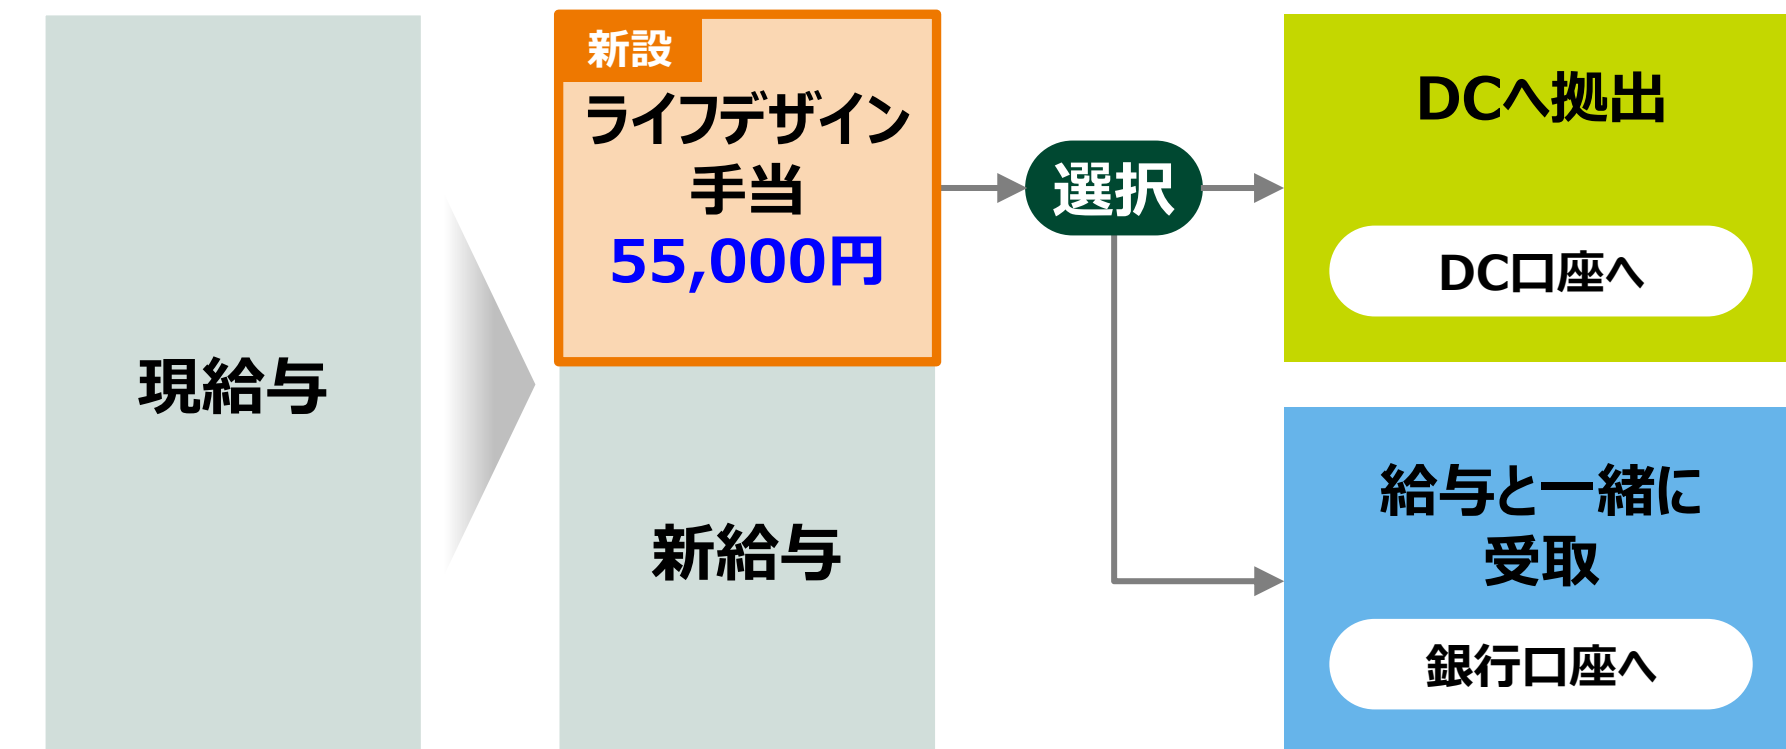 現給与
新設
ライフデザイン
手当
55,000円
新給与
選択
DCへ拠出
DC口座へ
給与と一緒に
受取
銀行口座へ